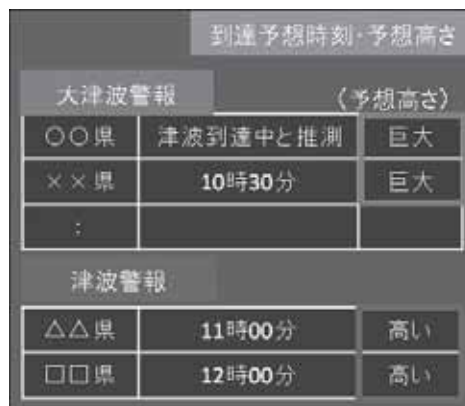 到達予想時刻・予想高さ
大津波警報 （予想高さ）
○○県 津波到達中と推測 巨大
××県 10時30分 巨大
：
津波警報
△△県 11時00分 高い
□□県 12時00分 高い